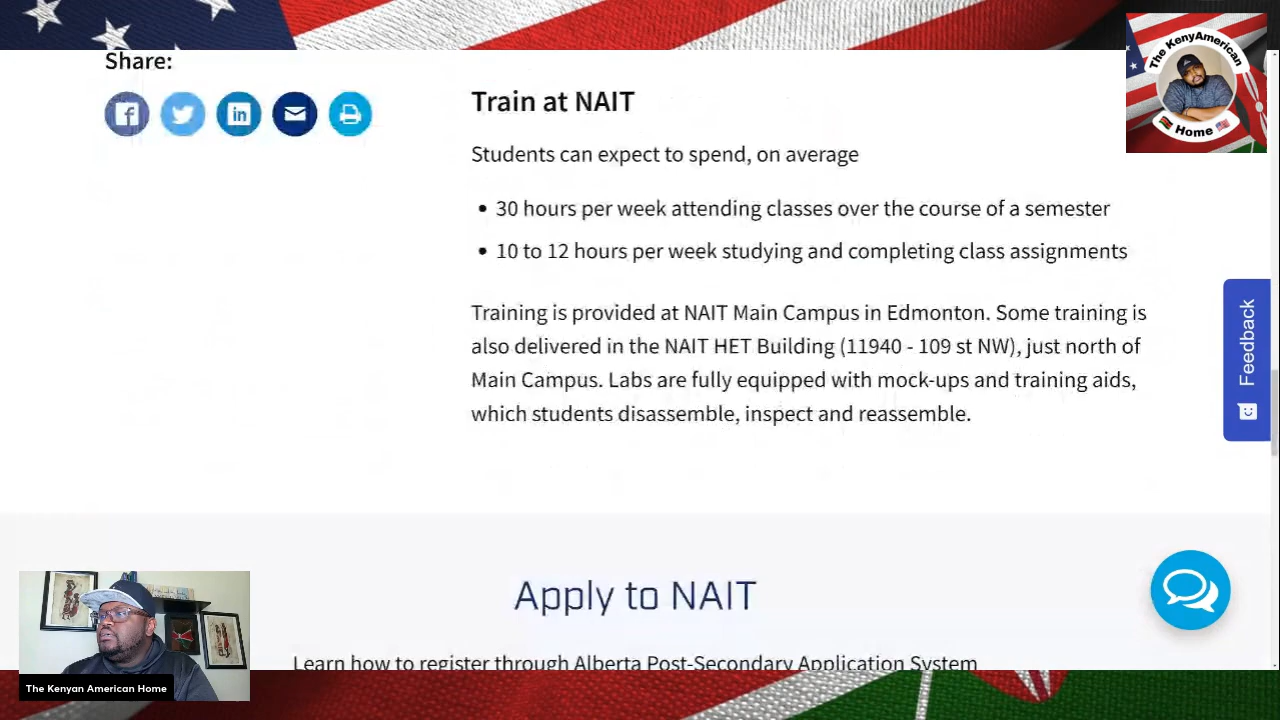 The KenyAmerican
Home
Share:
Train at NAIT
Students can expect to spend, on average
• 30 hours per week attending classes over the course of a semester
• 10 to 12 hours per week studying and completing class assignments
Training is provided at NAIT Main Campus in Edmonton. Some training is
also delivered in the NAIT HET Building (11940 - 109 st NW), just north of
Main Campus. Labs are fully equipped with mock-ups and training aids,
which students disassemble, inspect and reassemble.
Feedback
Apply to NAIT
Learn how to register through Alberta Post-Secondary Application System
The Kenyan American Home